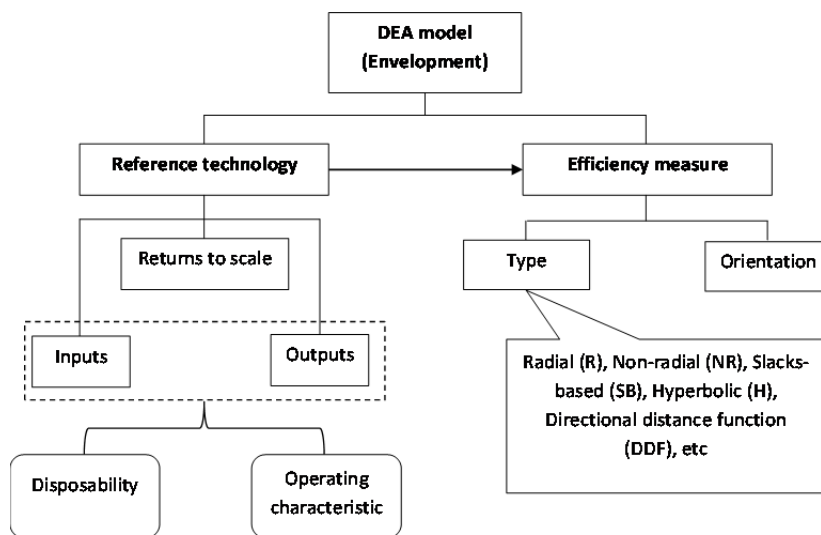 DEA model
(Envelopment)
Reference technology
Efficiency measure
Returns to scale
Type
Orientation
Inputs
Outputs
Radial (R), Non-radial (NR), Slacks-
based (SB), Hyperbolic (H),
Directional distance function
(DDF), etc
Disposability
Operating
characteristic